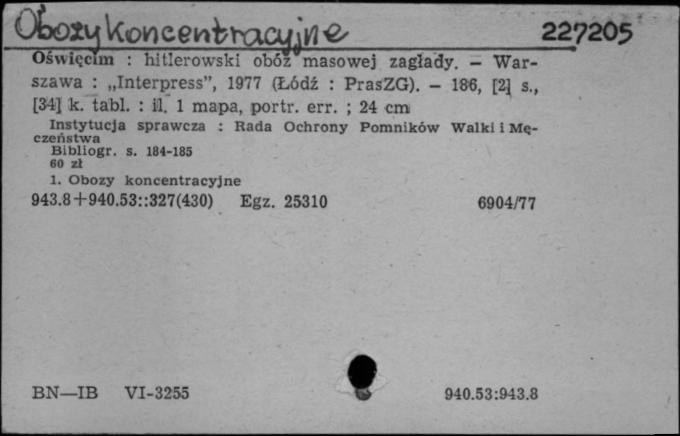 Obozy koncentracyjne 227205
Oświęcim : hitlerowski obóz masowej zagłady. – War-
szawa : „Interpress”, 1977 (Łódź : PrasZG). – 186, [2] s.,
[34] k. tabl. : il. 1 mapa, portr. err. ; 24 cm
Instytucja sprawcza : Rada Ochrony Pomników Walki i Mę-
czeństwa
Bibliogr. s. 184-185
60 zł
1. Obozy koncentracyjne
943.8+940.53::327(430) Egz. 25310 6904/77
BN—IB VI-3255 940.53:943.8